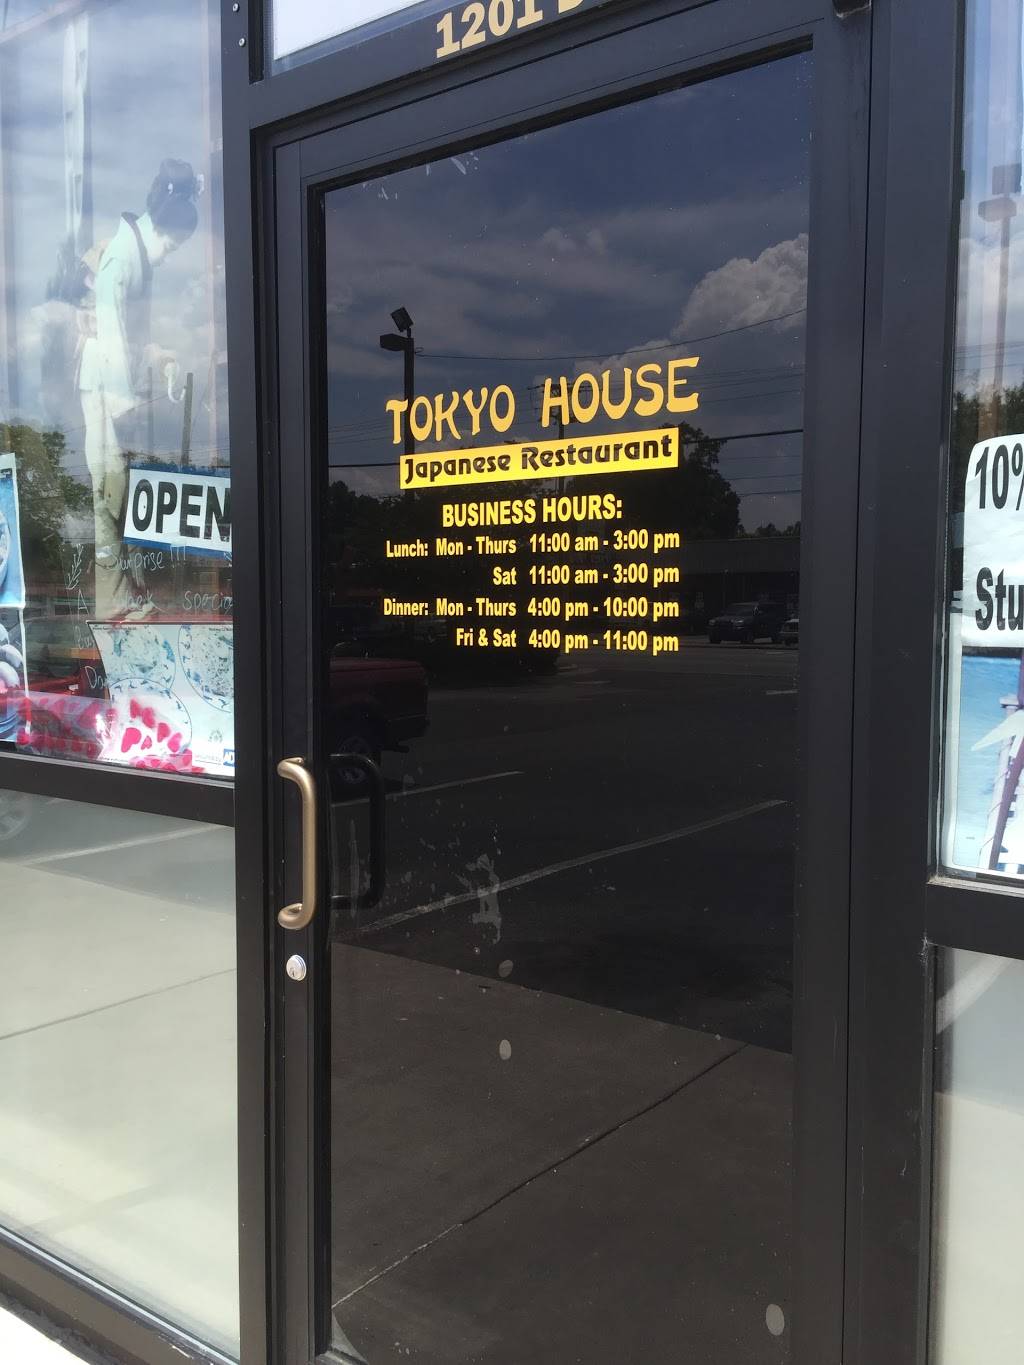 1201
TOKYO HOUSE
Japanese Restaurant
BUSINESS HOURS:
Lunch: Mon - Thurs 11:00 am - 3:00 pm
Sat 11:00 am - 3:00 pm
Dinner: Mon - Thurs 4:00 pm - 10:00 pm
Fri & Sat 4:00 pm - 11:00 pm
OPEN
Surprise !!!
10%
Stu